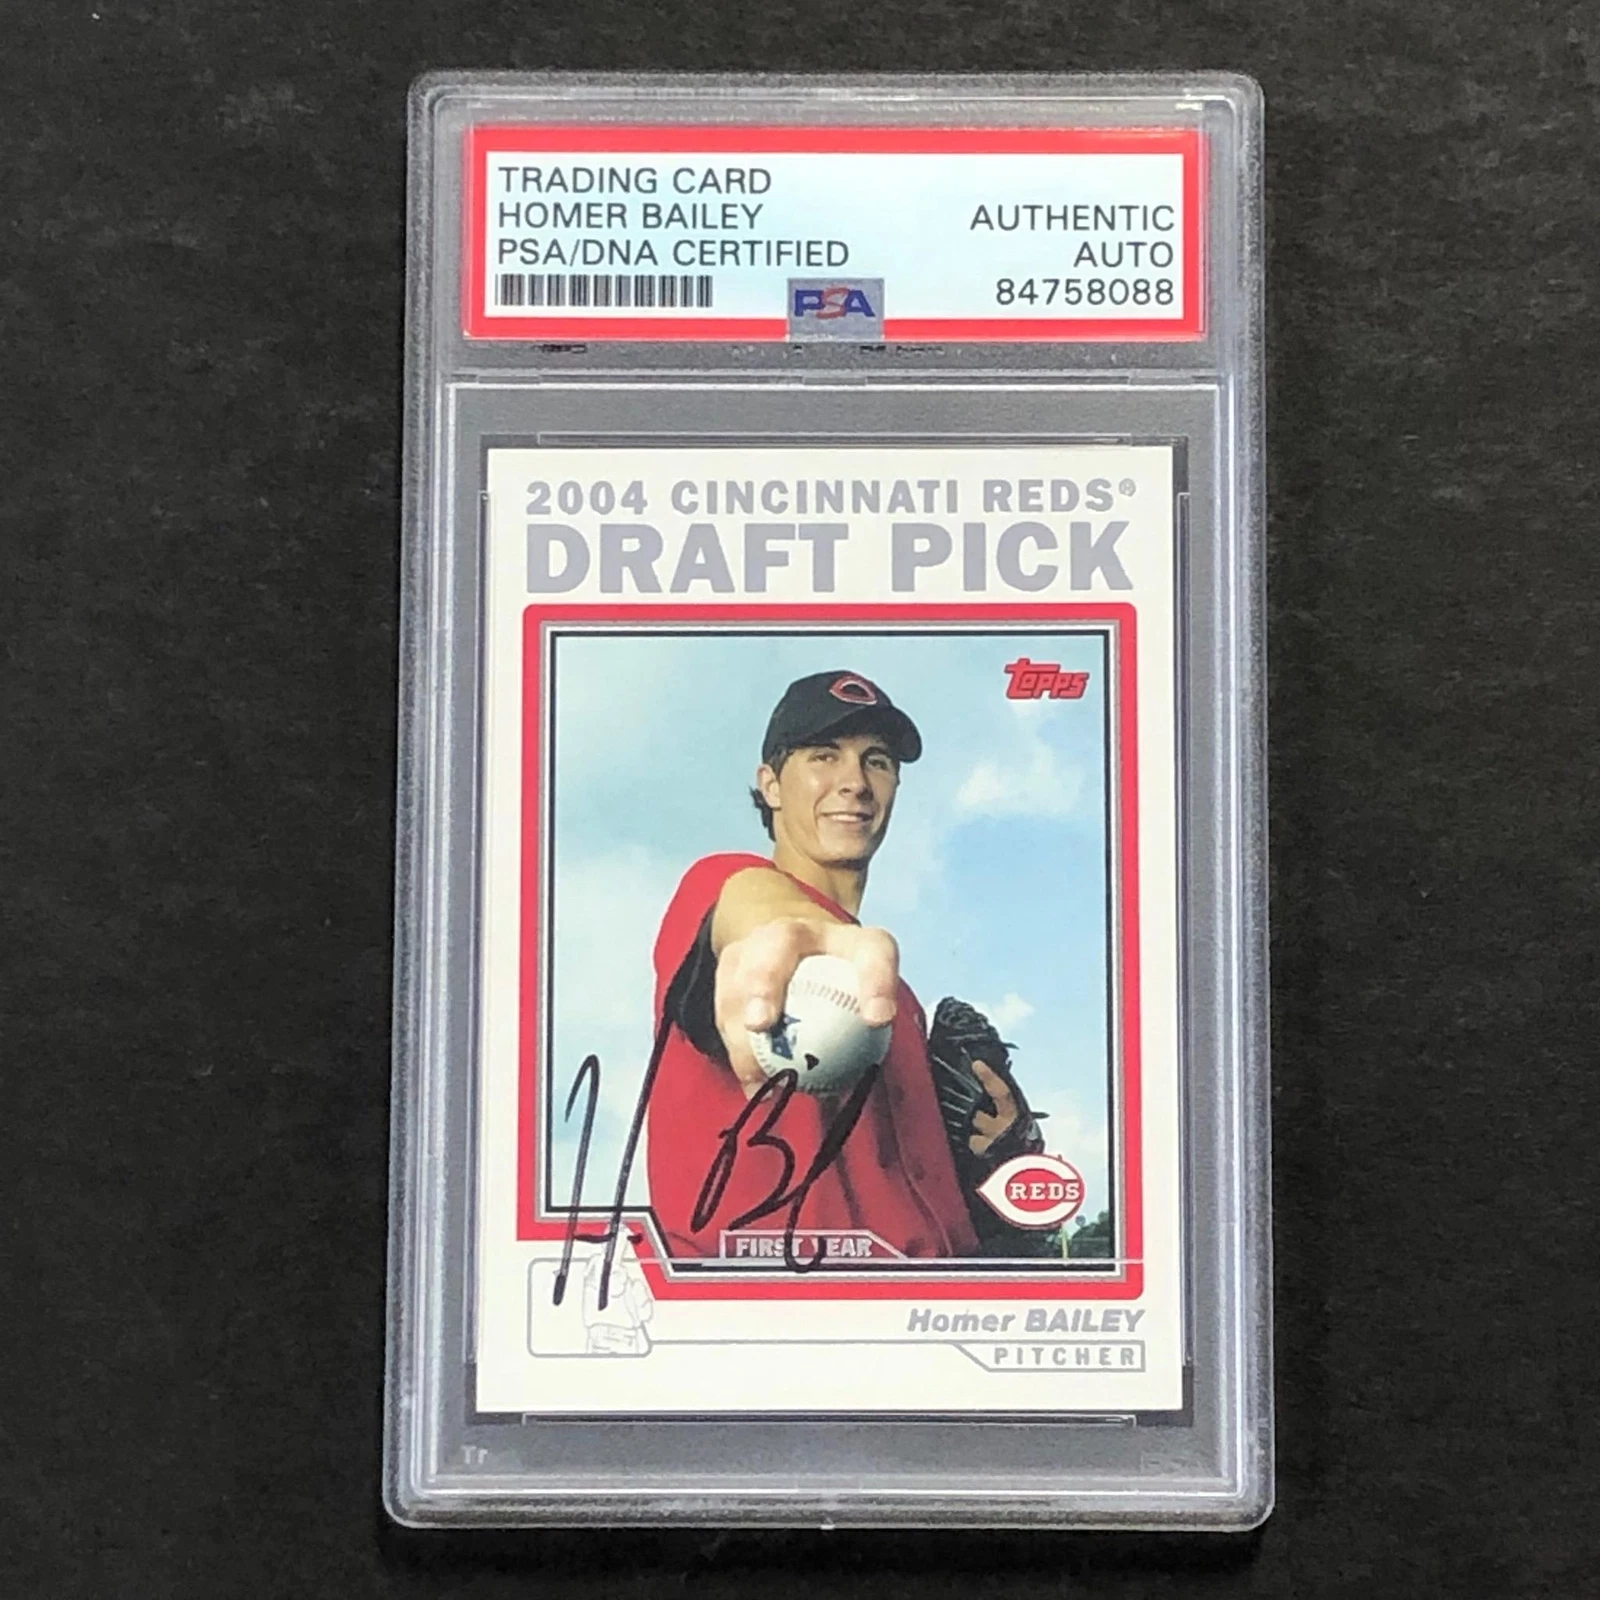 TRADING CARD
HOMER BAILEY
PSA/DNA CERTIFIED
AUTHENTIC
AUTO
84758088
PSA
2004 CINCINNATI REDS®
DRAFT PICK
topps
REDS
FIRST YEAR
Homer BAILEY
PITCHER